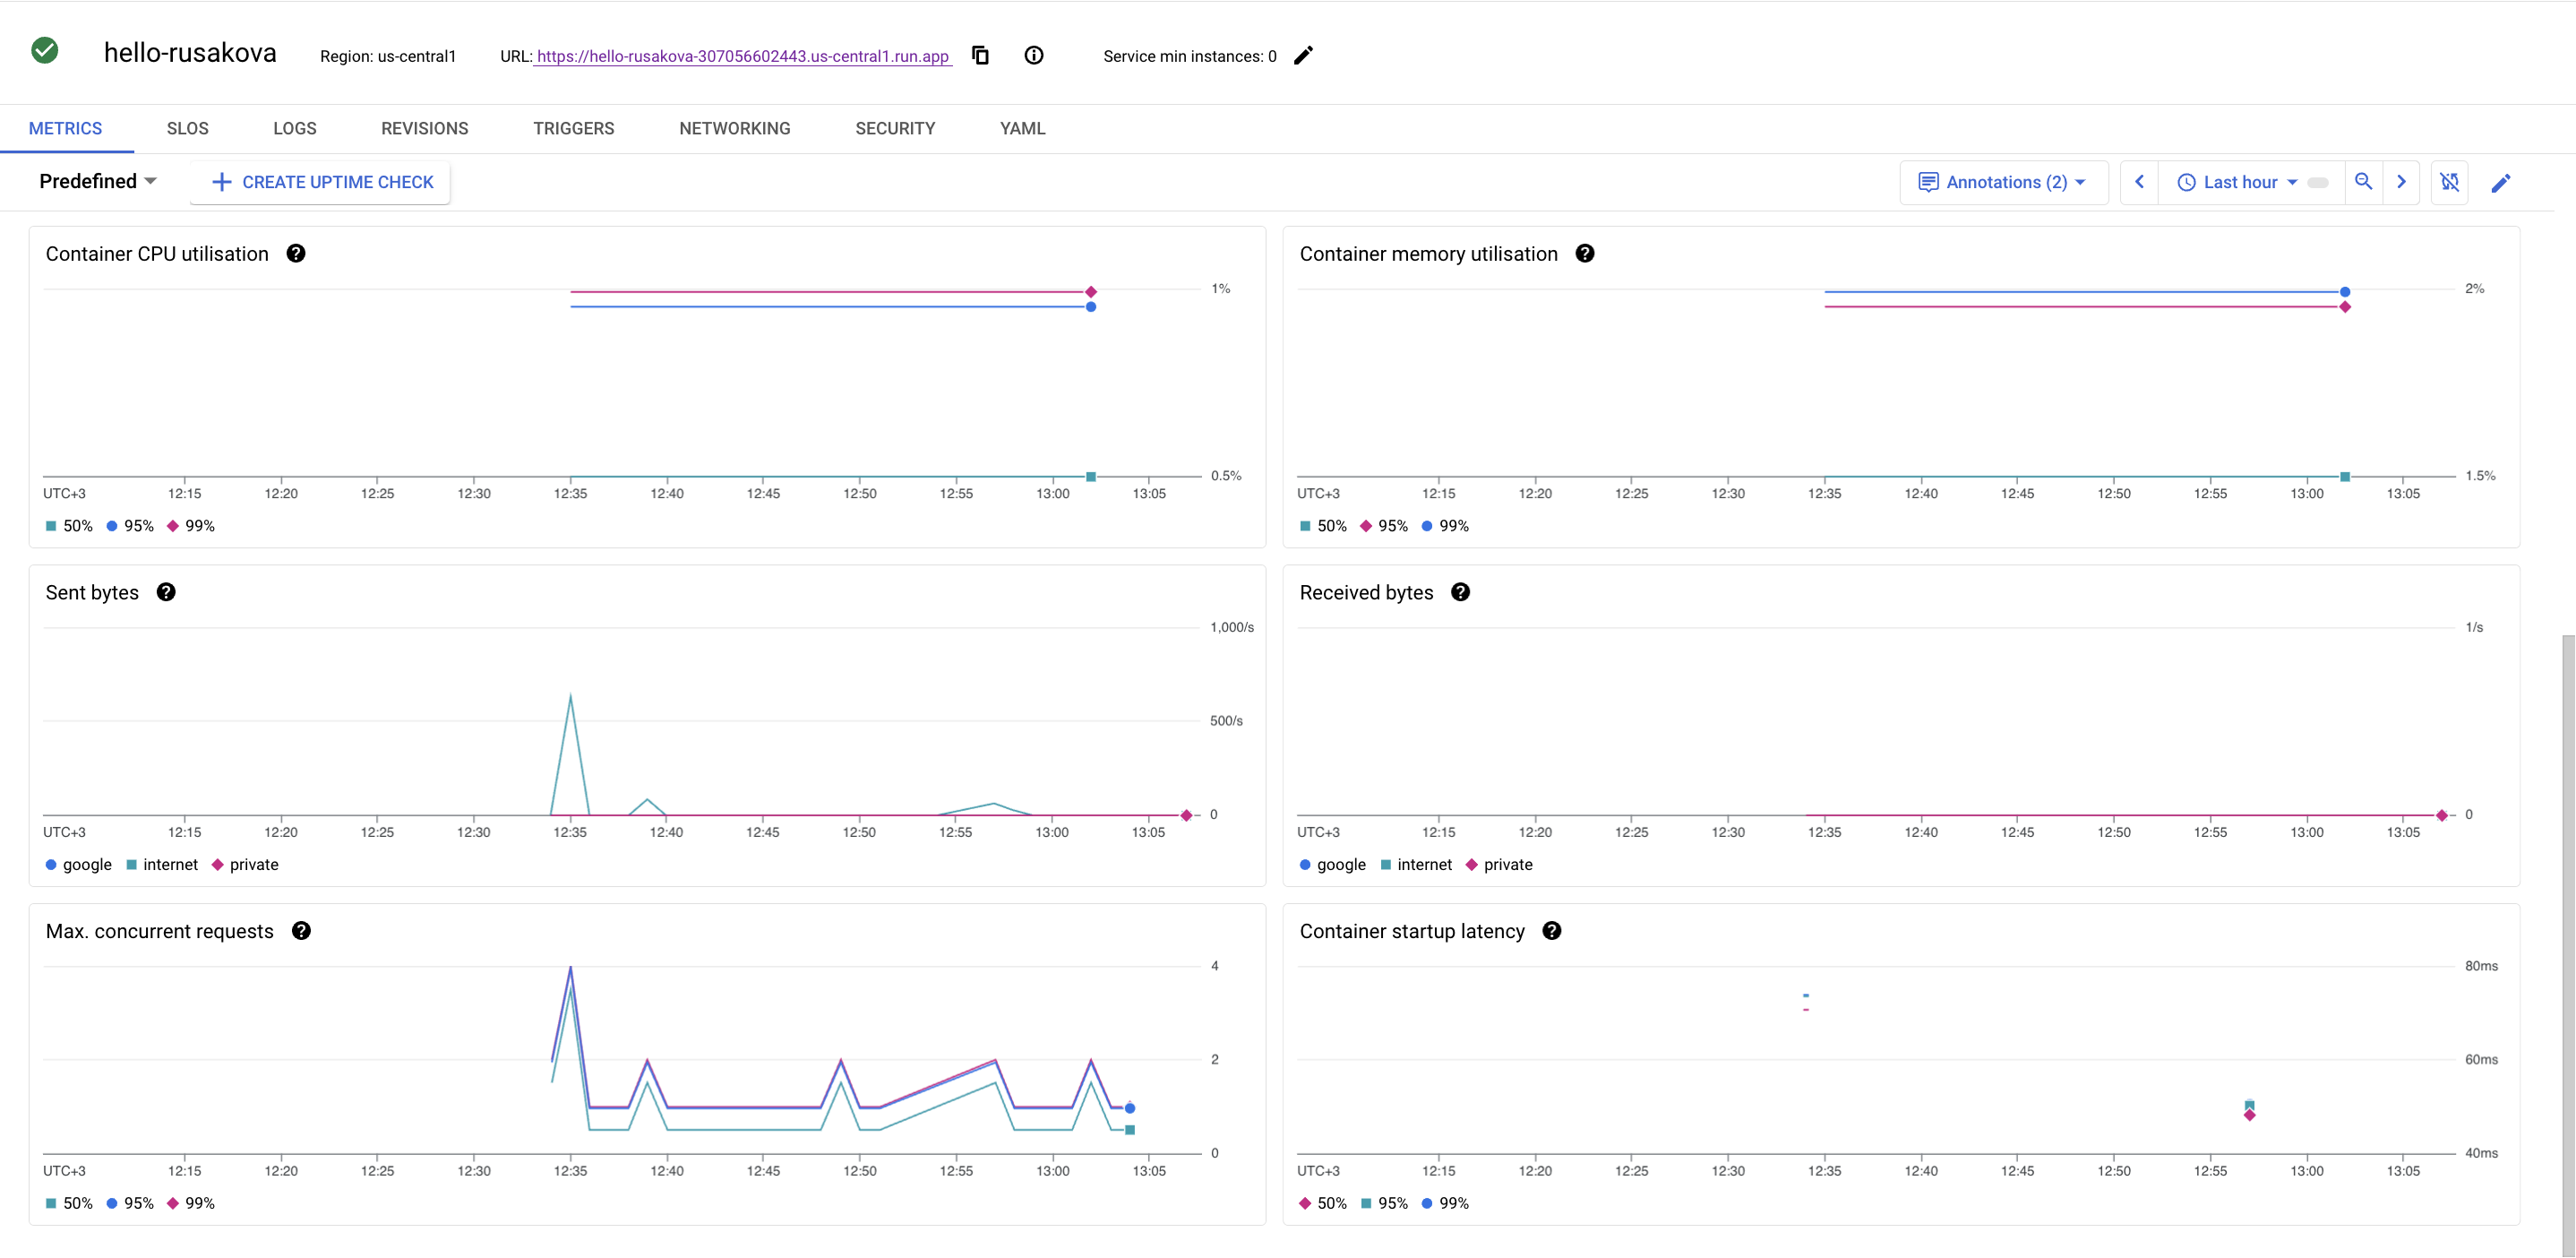 hello-rusakova Region: us-central1 URL: https://hello-rusakova-307056602443.us-central1.run.app Service min instances: 0
METRICS SLOS LOGS REVISIONS TRIGGERS NETWORKING SECURITY YAML
Predefined CREATE UPTIME CHECK Annotations (2) Last hour
Container CPU utilisation
1%
0.5%
UTC+3 12:15 12:20 12:25 12:30 12:35 12:40 12:45 12:50 12:55 13:00 13:05
50% 95% 99%
Container memory utilisation
2%
1.5%
UTC+3 12:15 12:20 12:25 12:30 12:35 12:40 12:45 12:50 12:55 13:00 13:05
50% 95% 99%
Sent bytes
1,000/s
500/s
0
UTC+3 12:15 12:20 12:25 12:30 12:35 12:40 12:45 12:50 12:55 13:00 13:05
google internet private
Received bytes
1/s
0
UTC+3 12:15 12:20 12:25 12:30 12:35 12:40 12:45 12:50 12:55 13:00 13:05
google internet private
Max. concurrent requests
4
2
0
UTC+3 12:15 12:20 12:25 12:30 12:35 12:40 12:45 12:50 12:55 13:00 13:05
50% 95% 99%
Container startup latency
80ms
60ms
40ms
UTC+3 12:15 12:20 12:25 12:30 12:35 12:40 12:45 12:50 12:55 13:00 13:05
50% 95% 99%